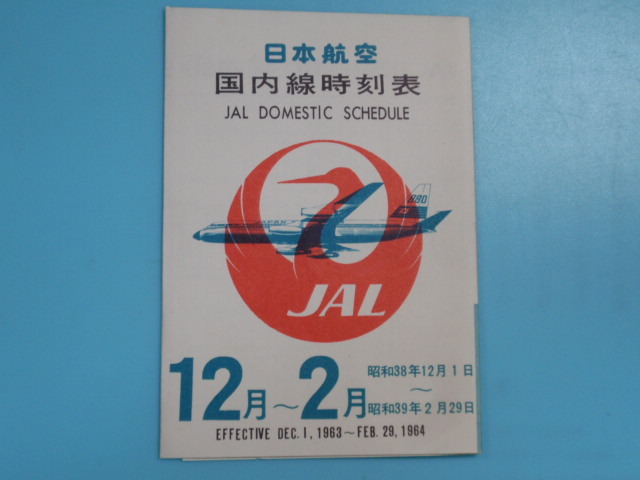 日本航空
国内線時刻表
JAL DOMESTIC SCHEDULE
880
JAL
12月～2月
昭和38年12月1日
～
昭和39年2月29日
EFFECTIVE DEC. 1, 1963～FEB. 29, 1964